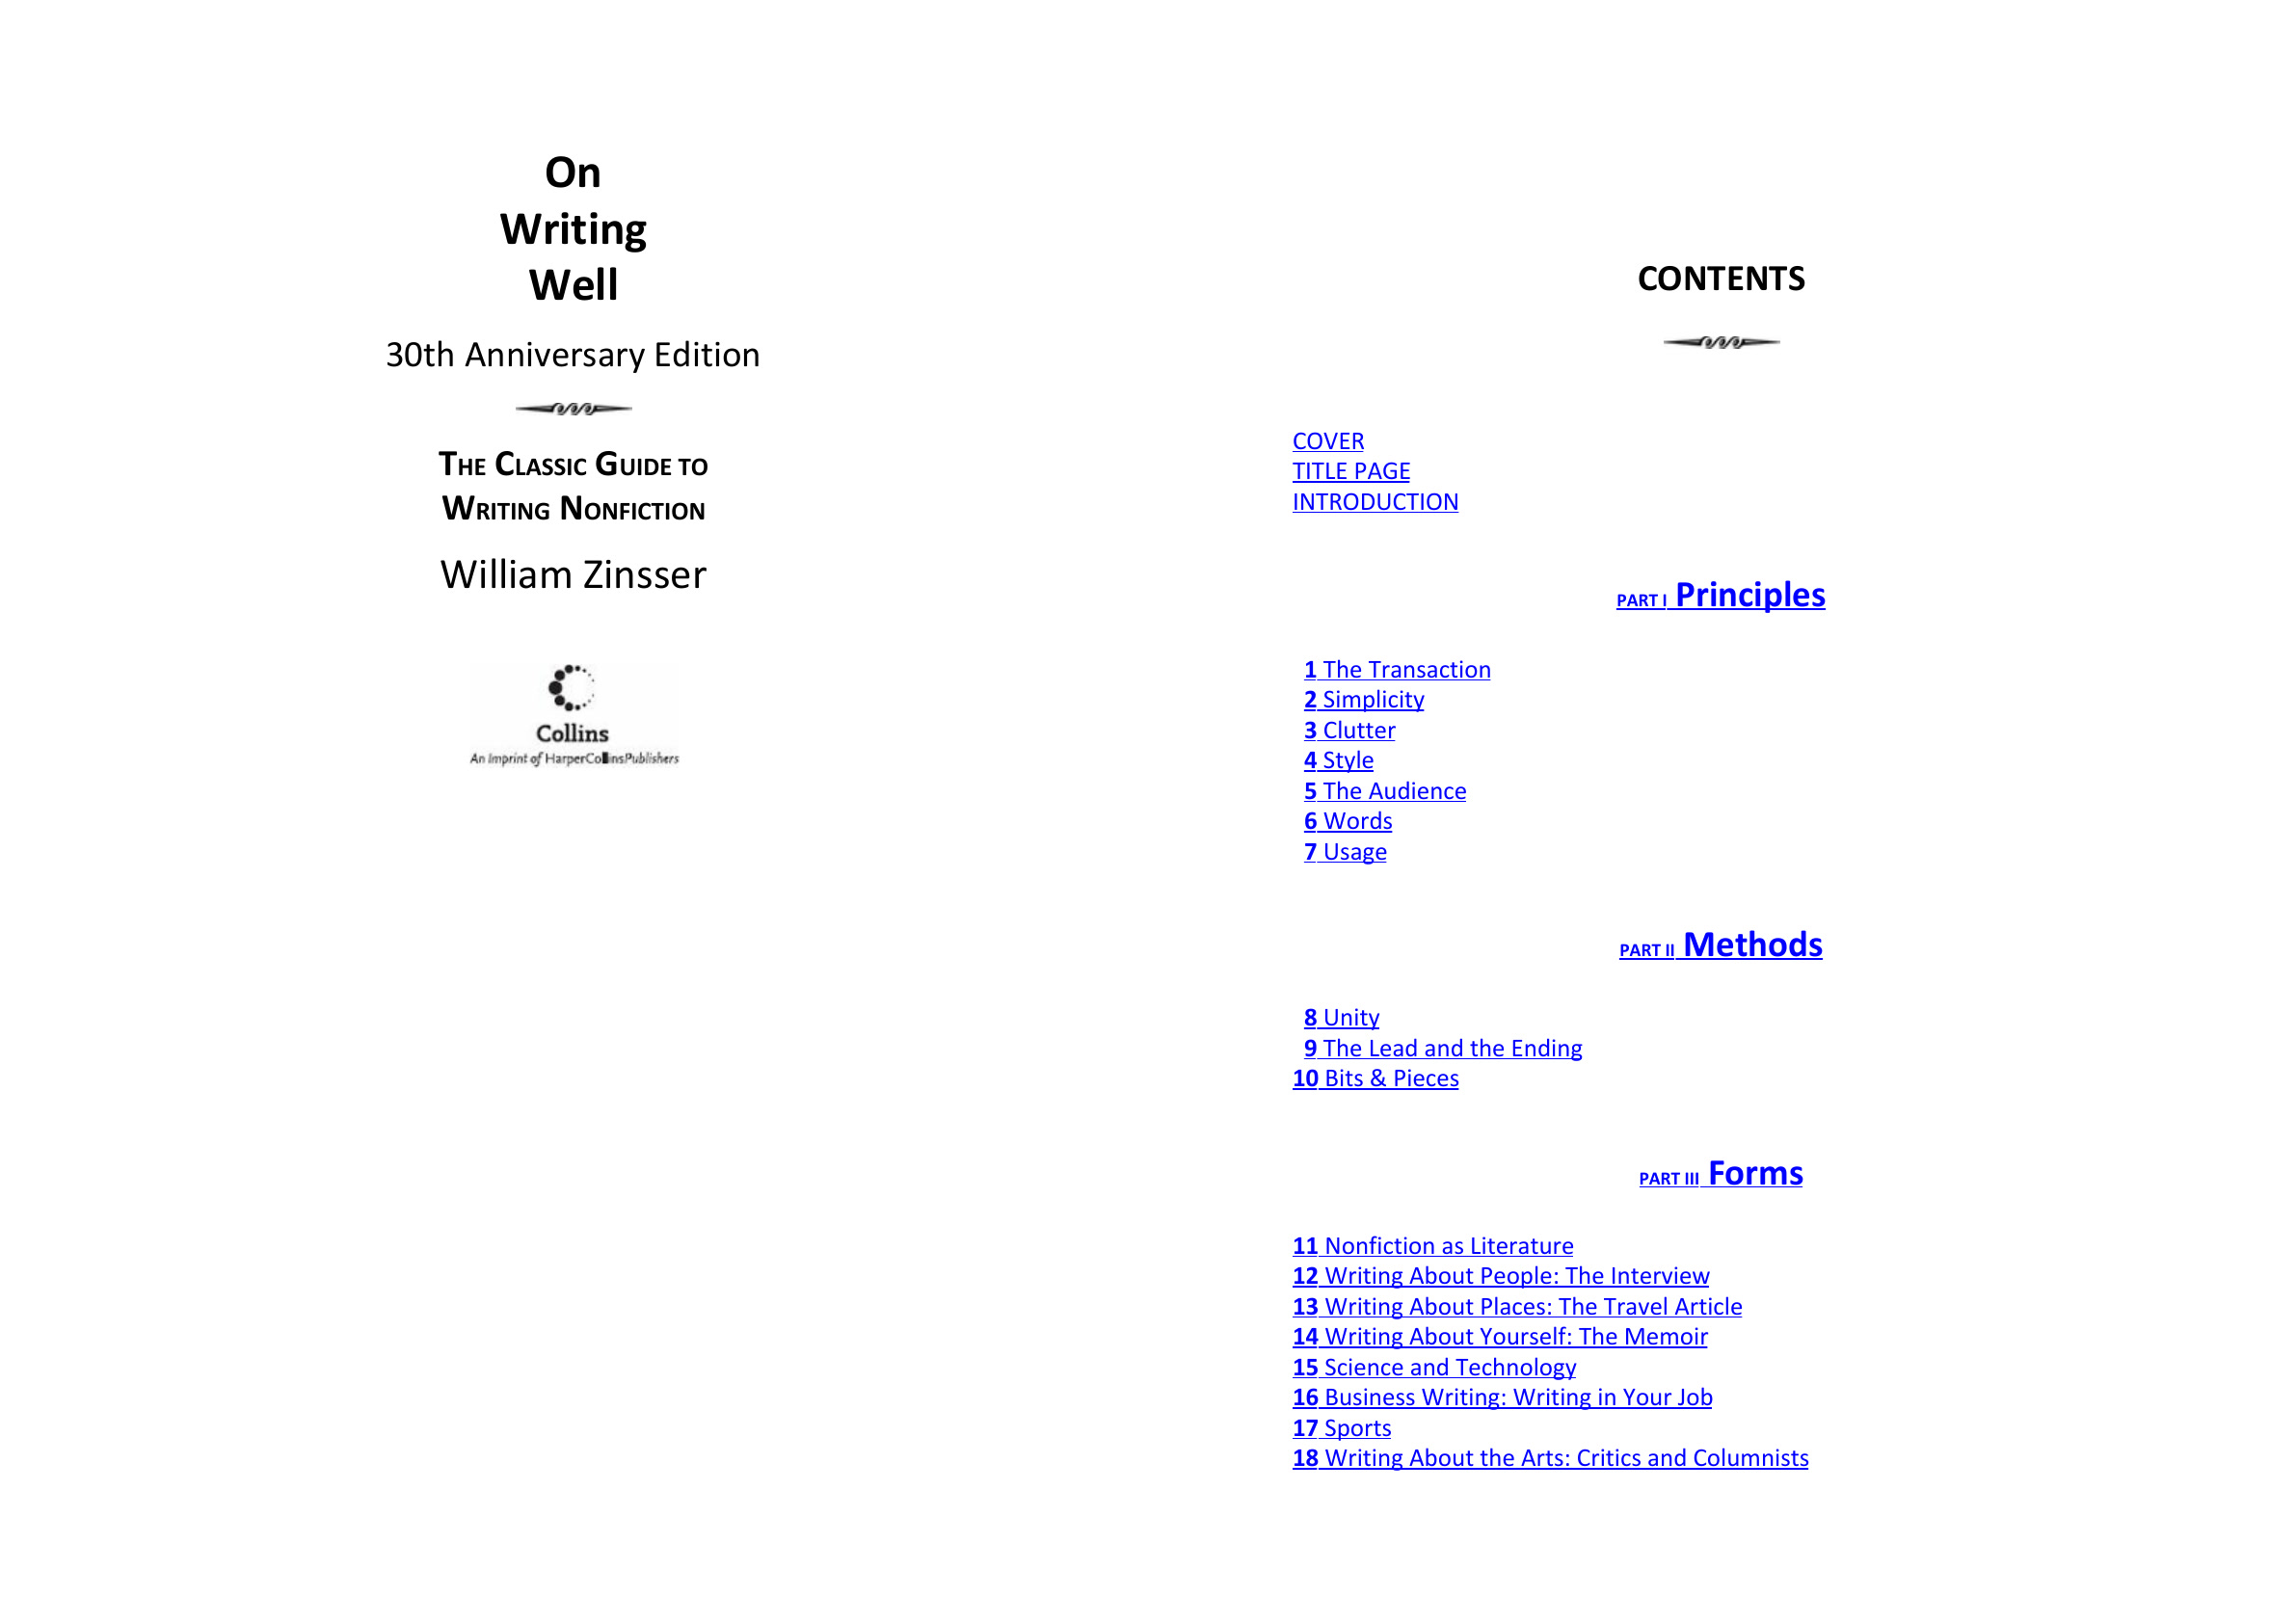 On
Writing
Well
30th Anniversary Edition
THE CLASSIC GUIDE TO
WRITING NONFICTION
William Zinsser
Collins
An Imprint of HarperCollinsPublishers
CONTENTS
COVER
TITLE PAGE
INTRODUCTION
PART I Principles
1 The Transaction
2 Simplicity
3 Clutter
4 Style
5 The Audience
6 Words
7 Usage
PART II Methods
8 Unity
9 The Lead and the Ending
10 Bits & Pieces
PART III Forms
11 Nonfiction as Literature
12 Writing About People: The Interview
13 Writing About Places: The Travel Article
14 Writing About Yourself: The Memoir
15 Science and Technology
16 Business Writing: Writing in Your Job
17 Sports
18 Writing About the Arts: Critics and Columnists